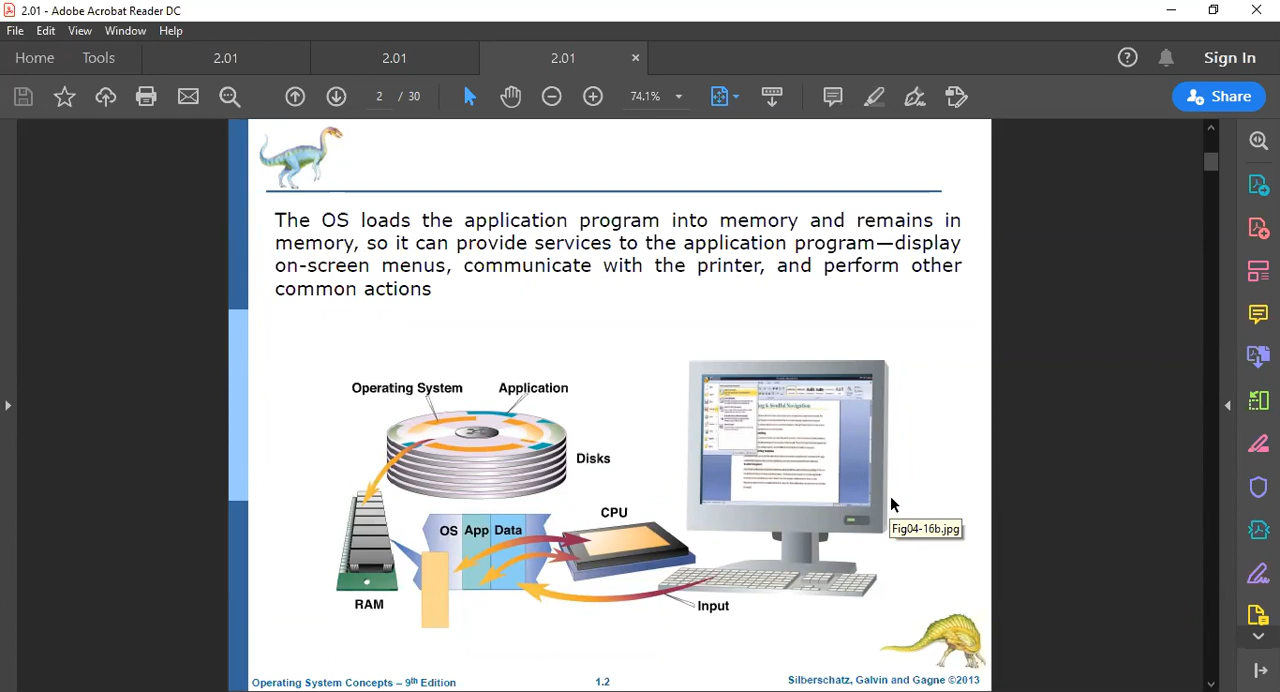 2.01 - Adobe Acrobat Reader DC
File Edit View Window Help
Home Tools 2.01 2.01 2.01 Sign In
2 / 30 74.1% Share
The OS loads the application program into memory and remains in
memory, so it can provide services to the application program—display
on-screen menus, communicate with the printer, and perform other
common actions
Operating System Application
Disks
CPU
OS App Data
Fig04-16b.jpg
RAM
Input
Operating System Concepts – 9th Edition 1.2 Silberschatz, Galvin and Gagne ©2013